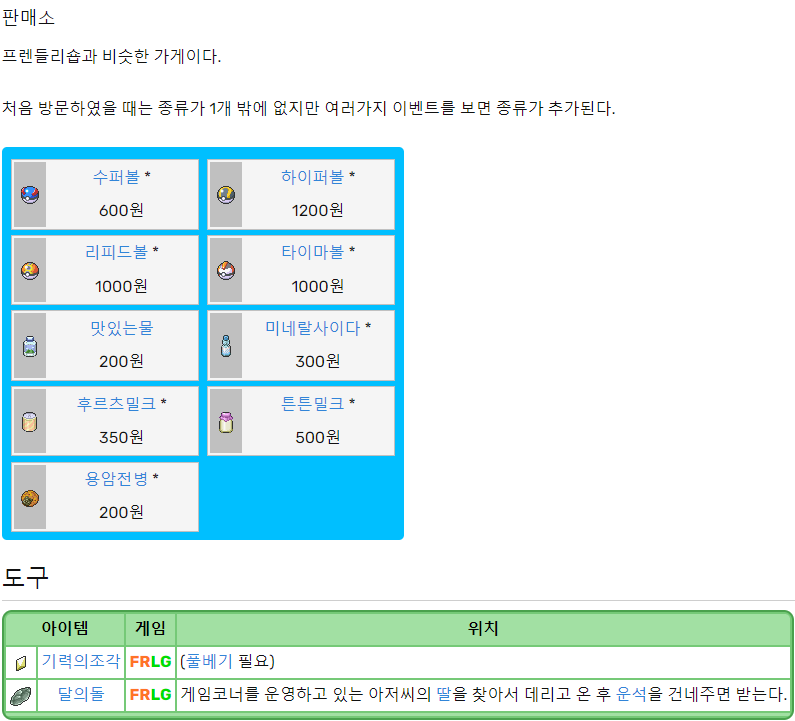 판매소
프렌들리숍과 비슷한 가게이다.
처음 방문하였을 때는 종류가 1개 밖에 없지만 여러가지 이벤트를 보면 종류가 추가된다.
수퍼볼 * 하이퍼볼 *
600원 1200원
리피드볼 * 타이마볼 *
1000원 1000원
맛있는물 미네랄사이다 *
200원 300원
후르츠밀크 * 튼튼밀크 *
350원 500원
용암전병 *
200원
도구
아이템 게임 위치
기력의조각 FRLG (풀베기 필요)
달의돌 FRLG 게임코너를 운영하고 있는 아저씨의 딸을 찾아서 데리고 온 후 운석을 건네주면 받는다.